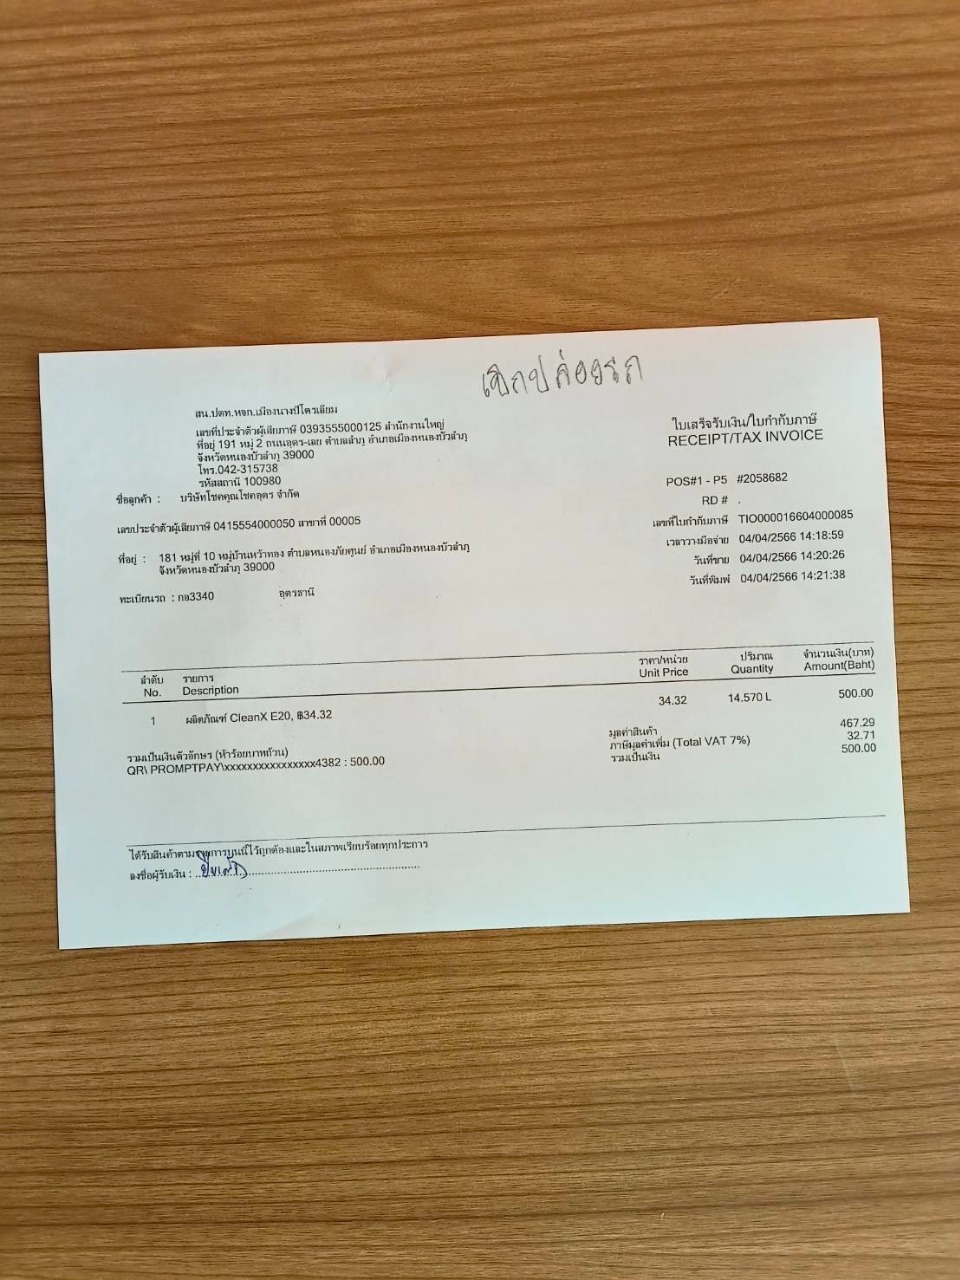 เบิกปล่อยรถ
สน.ปตท.หจก.เมืองนางปิโตรเลียม
เลขที่ประจำตัวผู้เสียภาษี 0393555000125 สำนักงานใหญ่
ที่อยู่ 191 หมู่ 2 ถนนอุดร-เลย ตำบลลำภู อำเภอเมืองหนองบัวลำภู
จังหวัดหนองบัวลำภู 39000
โทร.042-315738
รหัสสถานี 100980
ใบเสร็จรับเงิน/ใบกำกับภาษี
RECEIPT/TAX INVOICE
POS#1 - P5 #2058682
RD # .
เลขที่ใบกำกับภาษี TIO000016604000085
เวลาวางมือจ่าย 04/04/2566 14:18:59
วันที่ขาย 04/04/2566 14:20:26
วันที่พิมพ์ 04/04/2566 14:21:38
ชื่อลูกค้า : บริษัทโชคคูณโชคอุดร จำกัด
เลขประจำตัวผู้เสียภาษี 0415554000050 สาขาที่ 00005
ที่อยู่ : 181 หมู่ที่ 10 หมู่บ้านหว้าทอง ตำบลหนองภัยศูนย์ อำเภอเมืองหนองบัวลำภู
จังหวัดหนองบัวลำภู 39000
ทะเบียนรถ : กอ3340 อุดรธานี
ลำดับ รายการ ราคา/หน่วย ปริมาณ จำนวนเงิน(บาท)
No. Description Unit Price Quantity Amount(Baht)
1 ผลิตภัณฑ์ CleanX E20, ฿34.32 34.32 14.570 L 500.00
มูลค่าสินค้า 467.29
ภาษีมูลค่าเพิ่ม (Total VAT 7%) 32.71
รวมเป็นเงิน 500.00
รวมเป็นเงินตัวอักษร (ห้าร้อยบาทถ้วน)
QR\ PROMPTPAY\xxxxxxxxxxxxxxxx4382 : 500.00
ได้รับสินค้าตามรายการบนนี้ไว้ถูกต้องและในสภาพเรียบร้อยทุกประการ
ลงชื่อผู้รับเงิน :